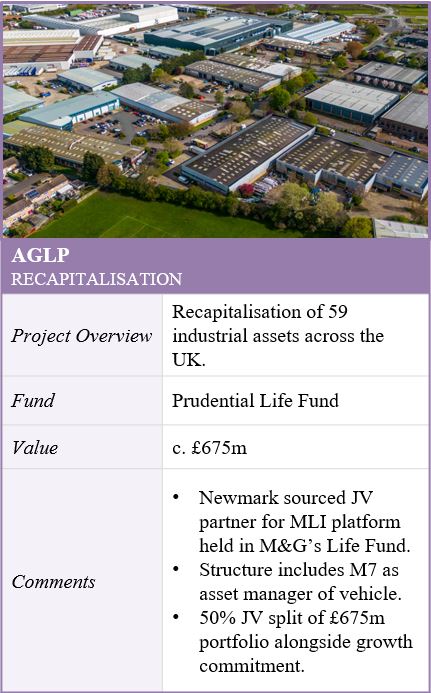 AGLP
RECAPITALISATION
Project Overview
Recapitalisation of 59
industrial assets across the
UK.
Fund
Prudential Life Fund
Value
c. £675m
Comments
• Newmark sourced JV
partner for MLI platform
held in M&G’s Life Fund.
• Structure includes M7 as
asset manager of vehicle.
• 50% JV split of £675m
portfolio alongside growth
commitment.